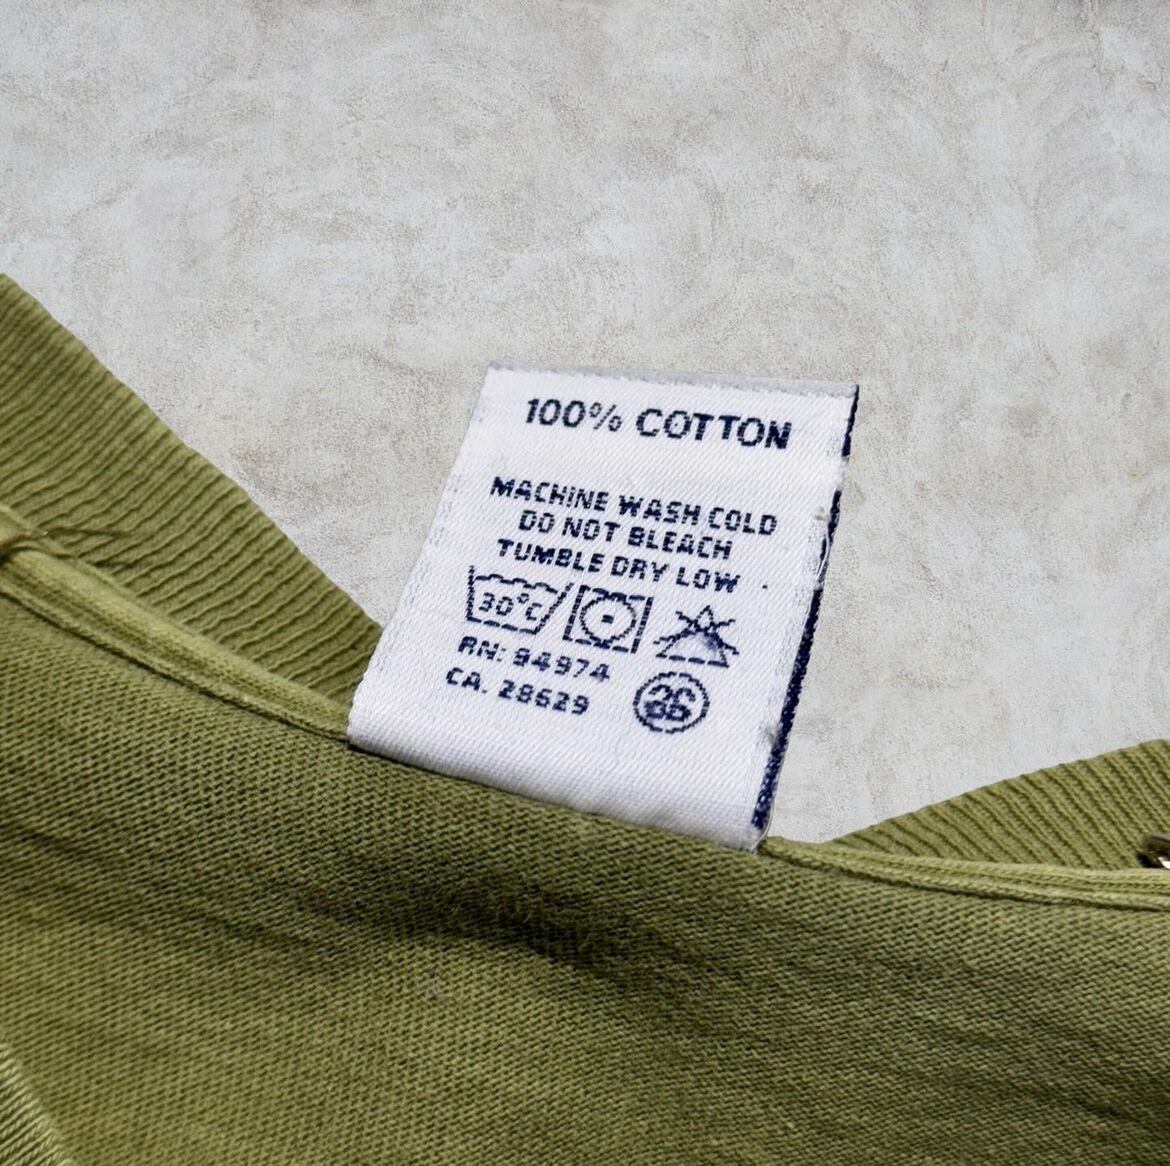 100% COTTON
MACHINE WASH COLD
DO NOT BLEACH
TUMBLE DRY LOW
30°C
RN: 94974
CA. 28629